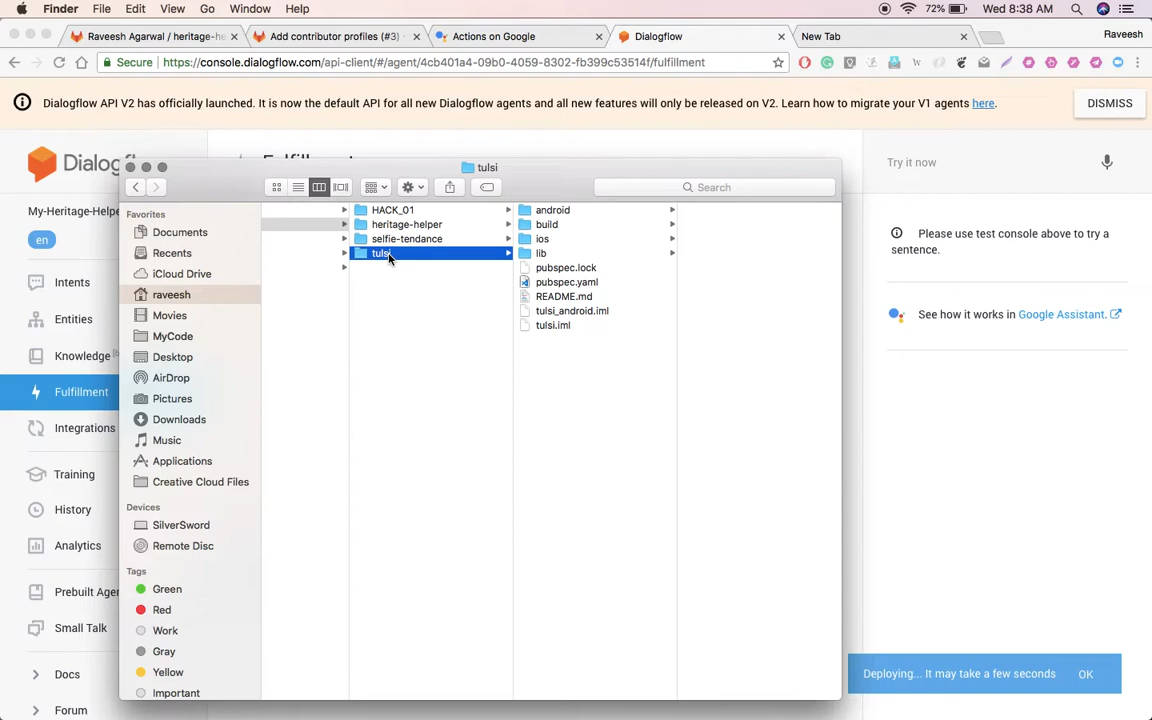 Finder File Edit View Go Window Help 72% Wed 8:38 AM
Raveesh Agarwal / heritage-he Add contributor profiles (#3) Actions on Google Dialogflow New Tab Raveesh
Secure https://console.dialogflow.com/api-client/#/agent/4cb401a4-09b0-4059-8302-fb399c53514f/fulfillment
Dialogflow API V2 has officially launched. It is now the default API for all new Dialogflow agents and all new features will only be released on V2. Learn how to migrate your V1 agents here. DISMISS
Dialogfl
My-Heritage-Helpe
en
Intents
Entities
Knowledge
Fulfillment
Integrations
Training
History
Analytics
Prebuilt Agen
Small Talk
Docs
Forum
tulsi
Search
Favorites
Documents
Recents
iCloud Drive
raveesh
Movies
MyCode
Desktop
AirDrop
Pictures
Downloads
Music
Applications
Creative Cloud Files
Devices
SilverSword
Remote Disc
Tags
Green
Red
Work
Gray
Yellow
Important
HACK_01
heritage-helper
selfie-tendance
tulsi
android
build
ios
lib
pubspec.lock
pubspec.yaml
README.md
tulsi_android.iml
tulsi.iml
Try it now
Please use test console above to try a
sentence.
See how it works in Google Assistant.
Deploying... It may take a few seconds OK